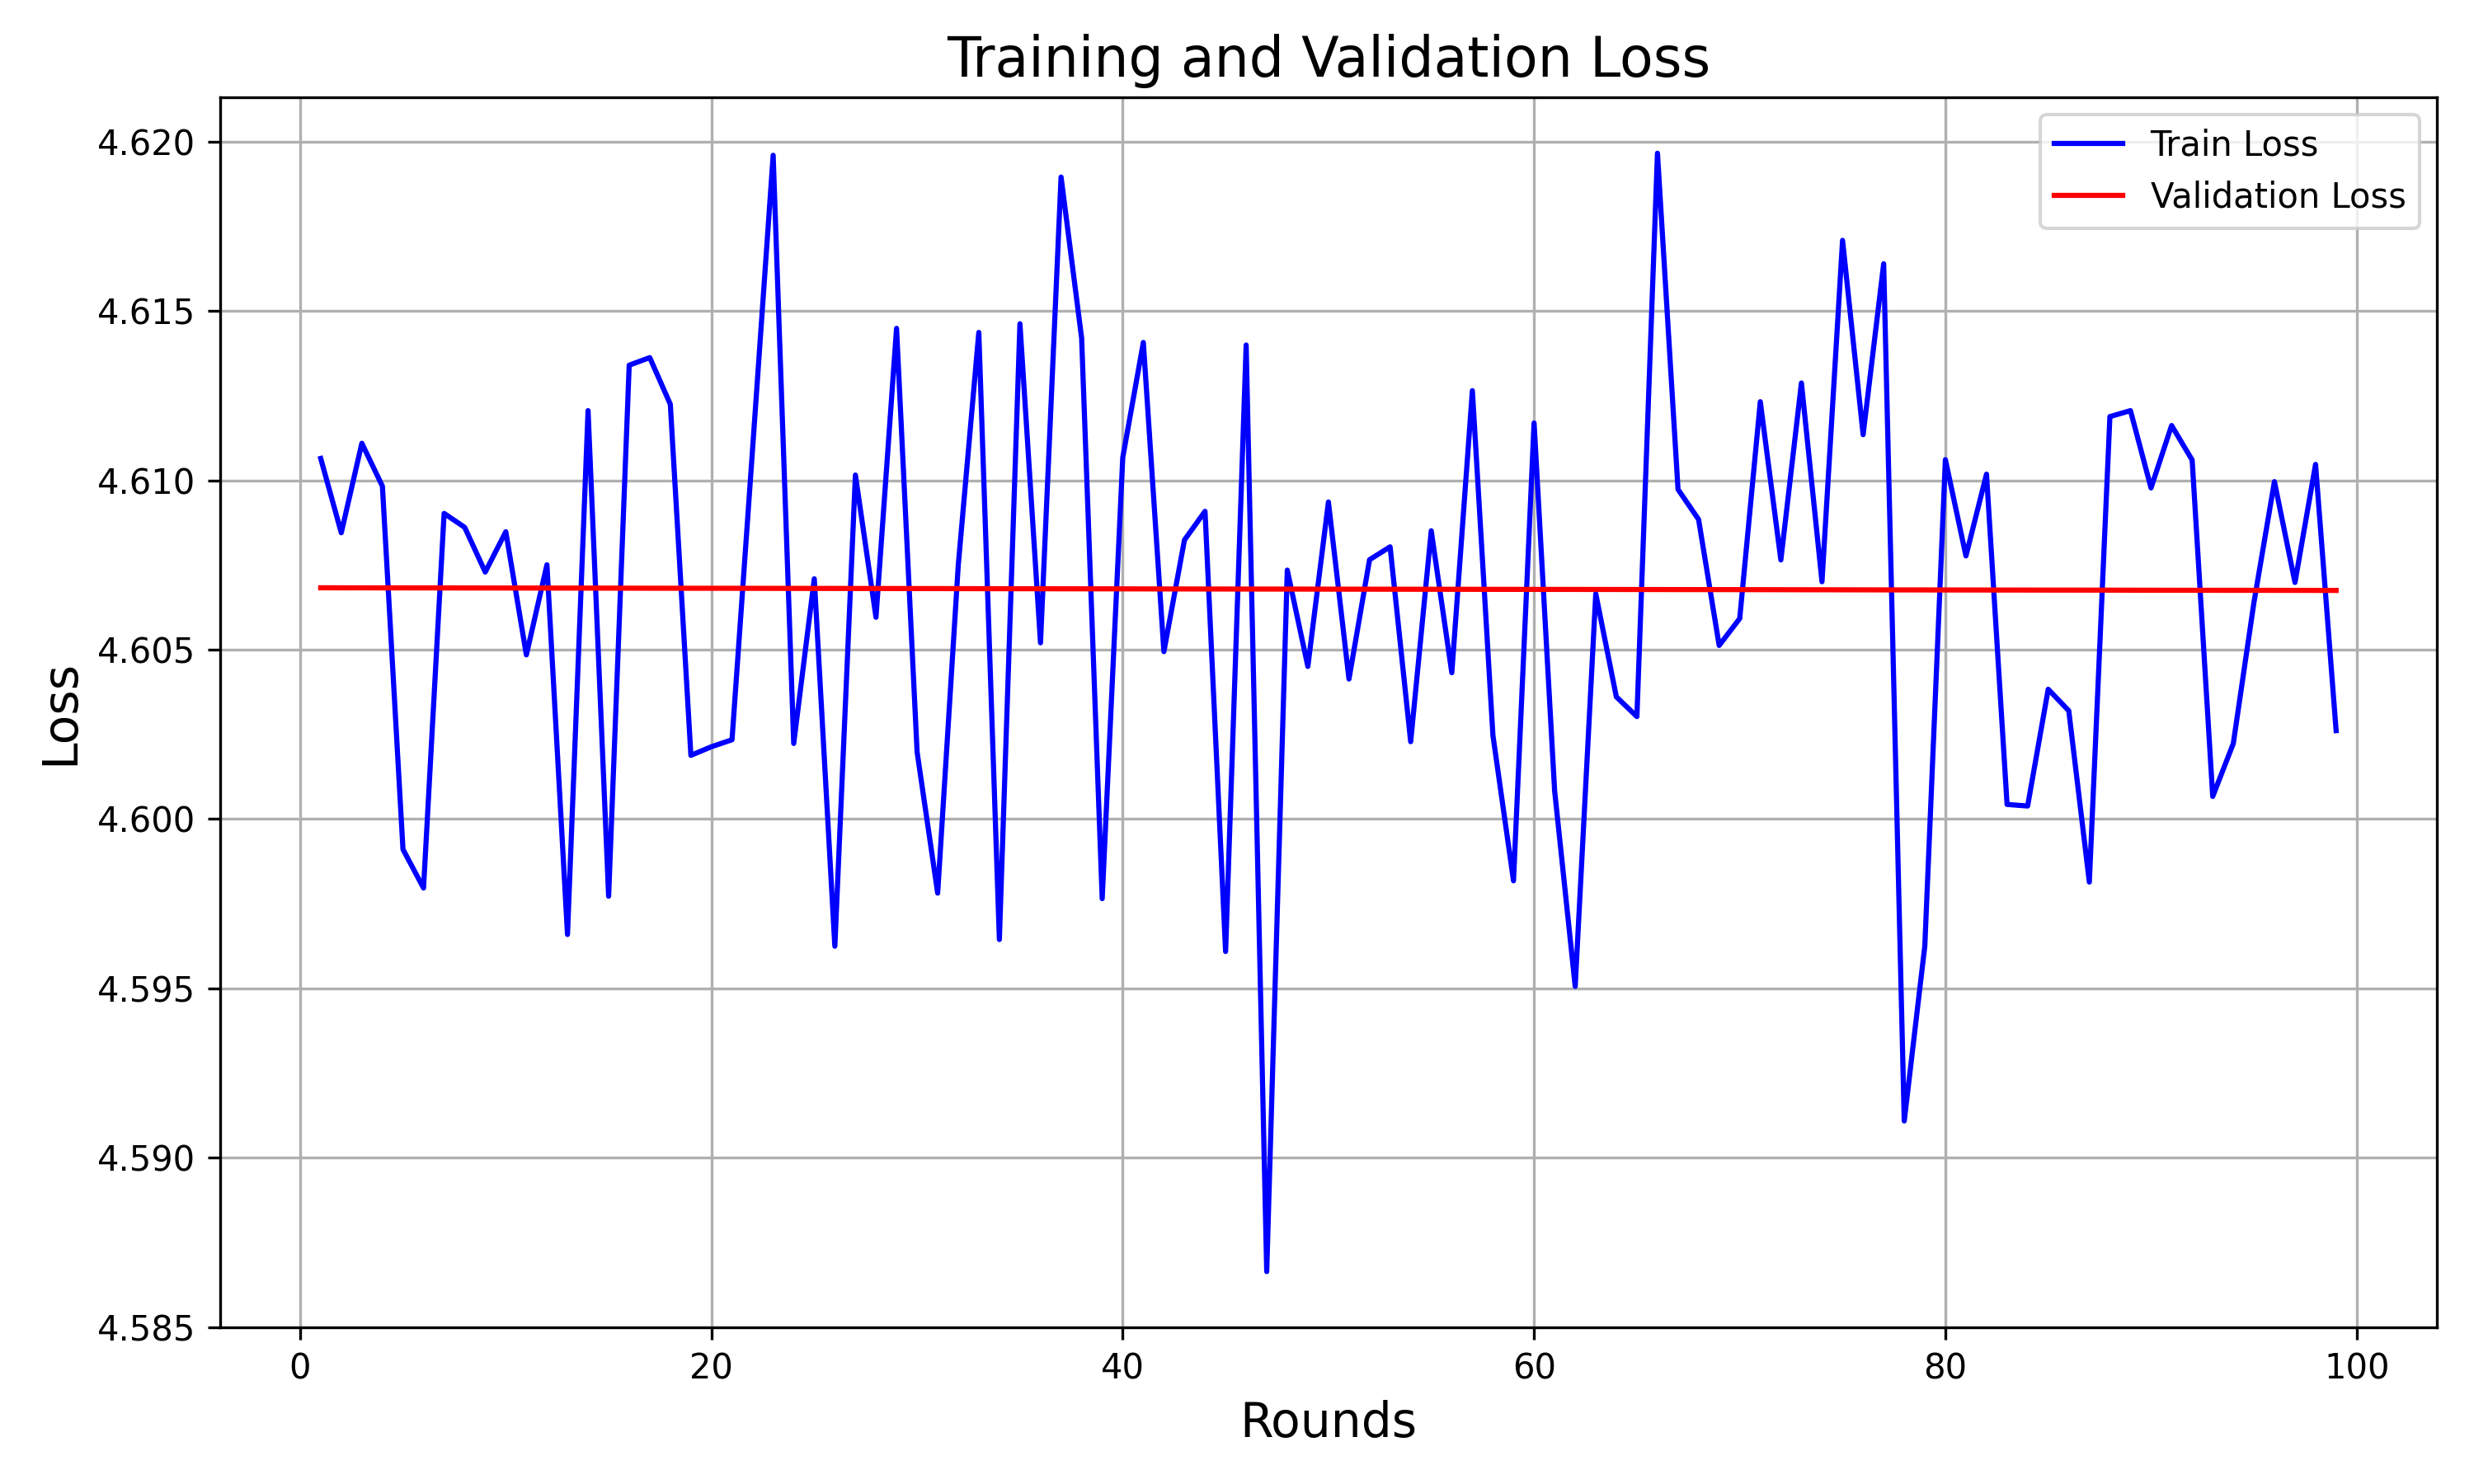 Training and Validation Loss
Train Loss
Validation Loss
4.620
4.615
4.610
4.605
4.600
4.595
4.590
4.585
Loss
0 20 40 60 80 100
Rounds